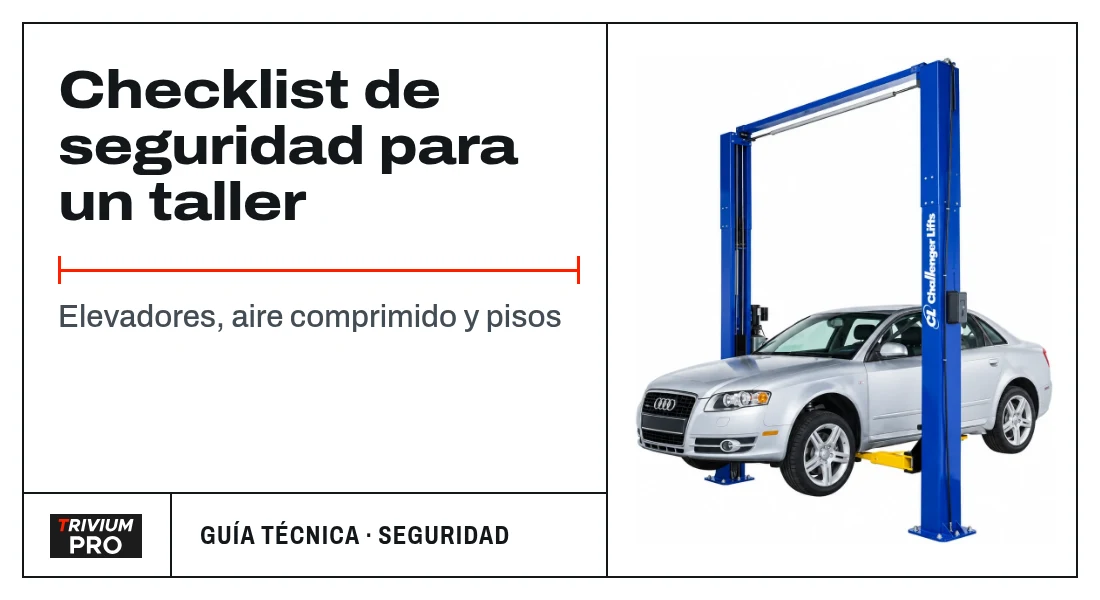 Checklist de
seguridad para
un taller
Elevadores, aire comprimido y pisos
TRIVIUM
PRO
GUÍA TÉCNICA · SEGURIDAD
CL Challenger Lifts